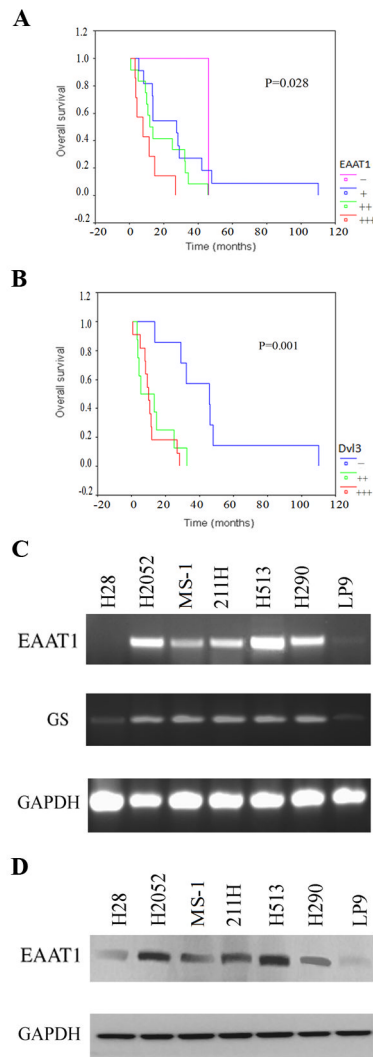 A
Overall survival
1.0
0.8
0.6
0.4
0.2
0.0
-0.2
P=0.028
EAAT1
−
+
++
+++
-20 0 20 40 60 80 100 120
Time (months)
B
Overall survival
1.0
0.8
0.6
0.4
0.2
0.0
-0.2
P=0.001
Dvl3
−
++
+++
-20 0 20 40 60 80 100 120
Time (months)
C
H28 H2052 MS-1 211H H513 H290 LP9
EAAT1
GS
GAPDH
D
H28 H2052 MS-1 211H H513 H290 LP9
EAAT1
GAPDH